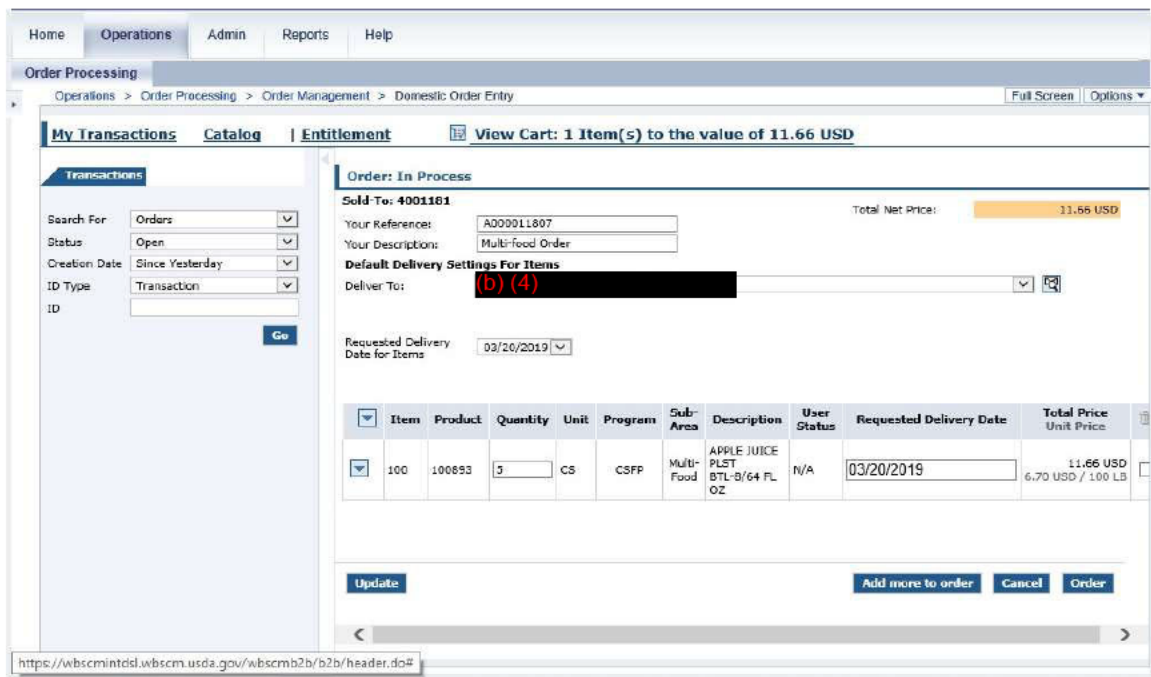 Home Operations Admin Reports Help
Order Processing
Operations > Order Processing > Order Management > Domestic Order Entry Full Screen Options
My Transactions Catalog | Entitlement View Cart: 1 Item(s) to the value of 11.66 USD
Transactions
Search For Orders
Status Open
Creation Date Since Yesterday
ID Type Transaction
ID
Go
Order: In Process
Sold-To: 4001181
Total Net Price: 11.66 USD
Your Reference: A000011807
Your Description: Multi-food Order
Default Delivery Settings For Items
Deliver To: (b) (4)
Requested Delivery
Date for Items 03/20/2019
Item Product Quantity Unit Program Sub-Area Description User Status Requested Delivery Date Total Price Unit Price
100 100893 5 CS CSFP Multi-Food APPLE JUICE PLST BTL-8/64 FL OZ N/A 03/20/2019 11.66 USD 6.70 USD / 100 LB
Update Add more to order Cancel Order
https://wbscmintdsl.wbscm.usda.gov/wbscmb2b/b2b/header.do#